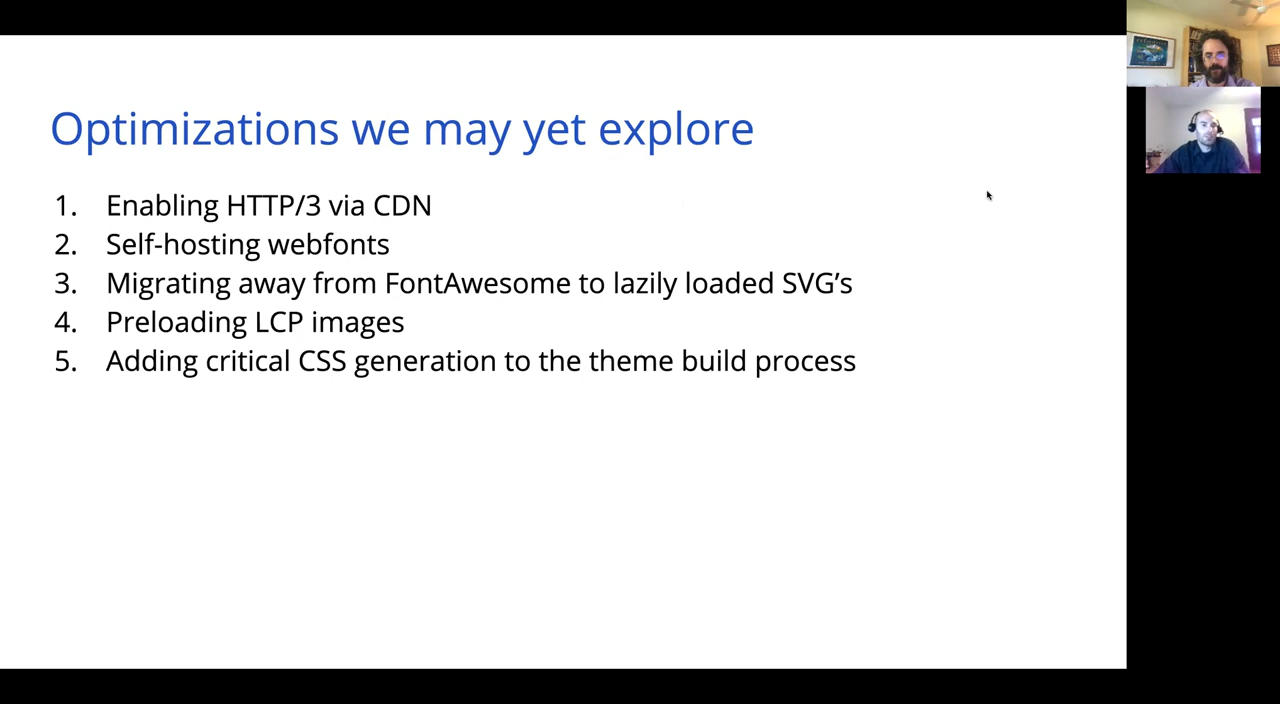 Optimizations we may yet explore
1. Enabling HTTP/3 via CDN
2. Self-hosting webfonts
3. Migrating away from FontAwesome to lazily loaded SVG’s
4. Preloading LCP images
5. Adding critical CSS generation to the theme build process